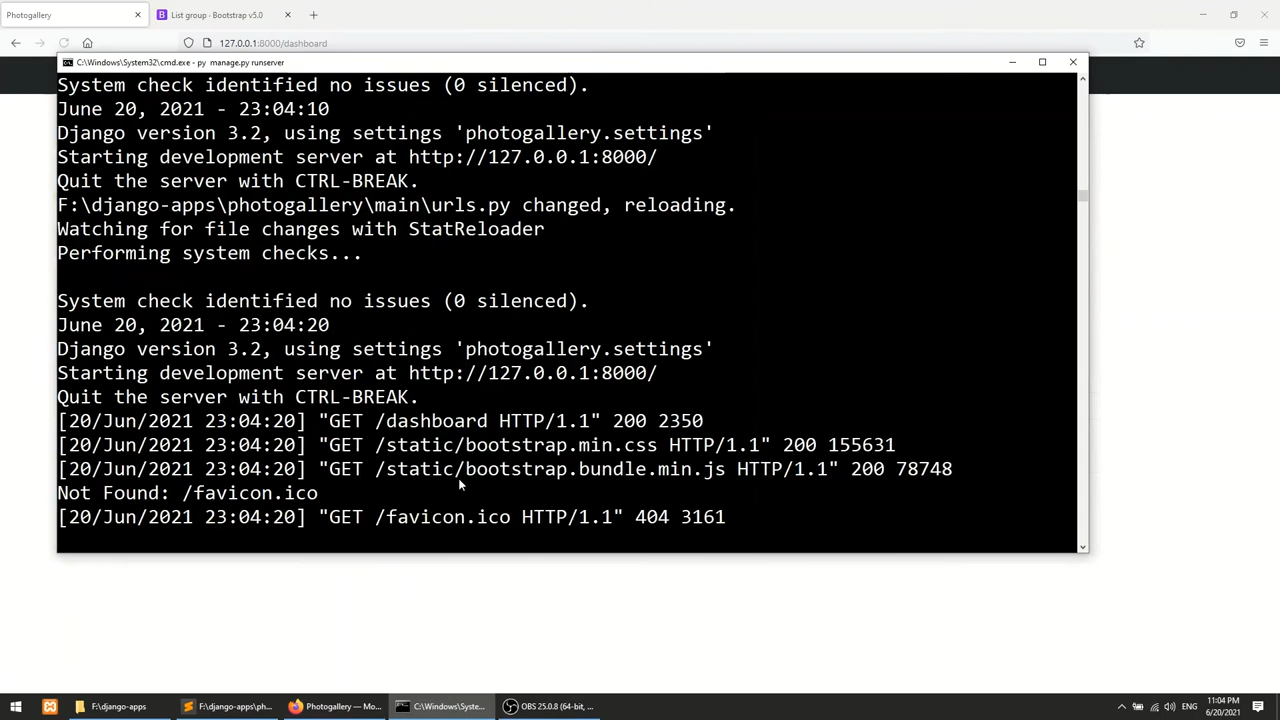 Photogallery
List group · Bootstrap v5.0
127.0.0.1:8000/dashboard
C:\Windows\System32\cmd.exe - py manage.py runserver
System check identified no issues (0 silenced).
June 20, 2021 - 23:04:10
Django version 3.2, using settings 'photogallery.settings'
Starting development server at http://127.0.0.1:8000/
Quit the server with CTRL-BREAK.
F:\django-apps\photogallery\main\urls.py changed, reloading.
Watching for file changes with StatReloader
Performing system checks...
System check identified no issues (0 silenced).
June 20, 2021 - 23:04:20
Django version 3.2, using settings 'photogallery.settings'
Starting development server at http://127.0.0.1:8000/
Quit the server with CTRL-BREAK.
[20/Jun/2021 23:04:20] "GET /dashboard HTTP/1.1" 200 2350
[20/Jun/2021 23:04:20] "GET /static/bootstrap.min.css HTTP/1.1" 200 155631
[20/Jun/2021 23:04:20] "GET /static/bootstrap.bundle.min.js HTTP/1.1" 200 78748
Not Found: /favicon.ico
[20/Jun/2021 23:04:20] "GET /favicon.ico HTTP/1.1" 404 3161
F:\django-apps
F:\django-apps\ph...
Photogallery — Mo...
C:\Windows\Syste...
OBS 25.0.8 (64-bit, ...
ENG
11:04 PM
6/20/2021